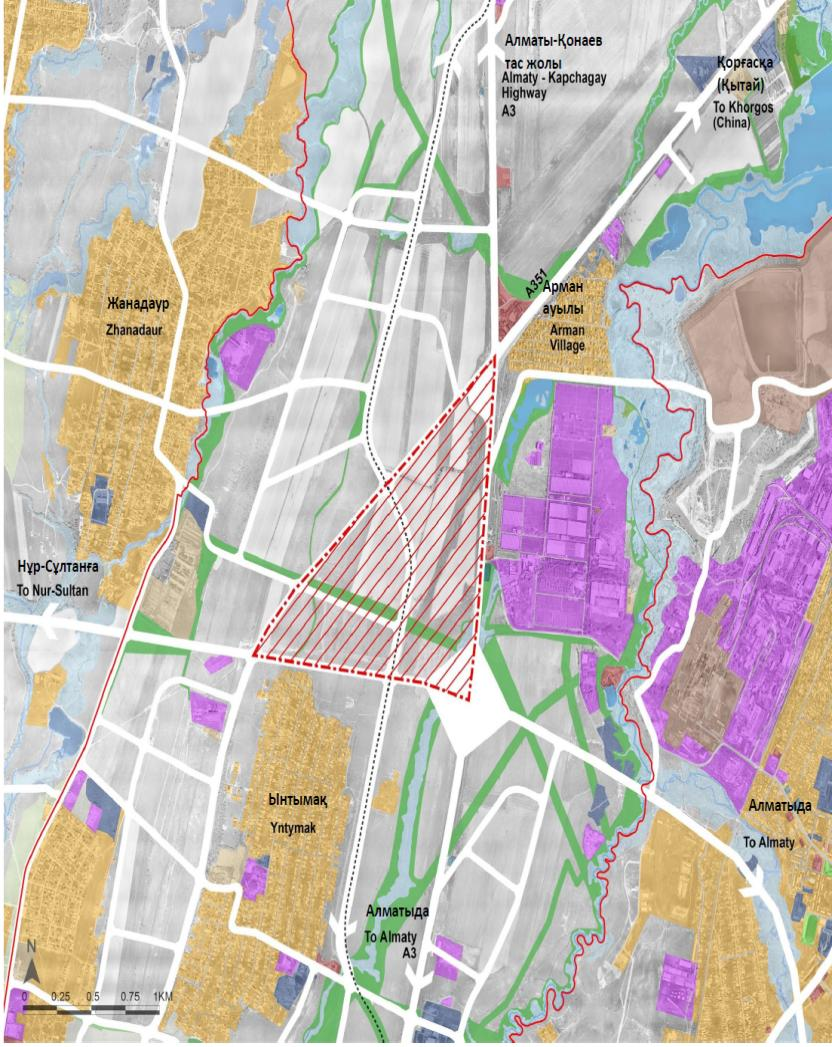 Алматы-Қонаев
тас жолы
Almaty - Kapchagay
Highway
A3
Қорғасқа
(Қытай)
To Khorgos
(China)
A351
Арман
ауылы
Arman
Village
Жанадаур
Zhanadaur
Нұр-Сұлтанға
To Nur-Sultan
Ынтымақ
Yntymak
Алматыда
To Almaty
Алматыда
To Almaty
A3
N
0 0.25 0.5 0.75 1KM